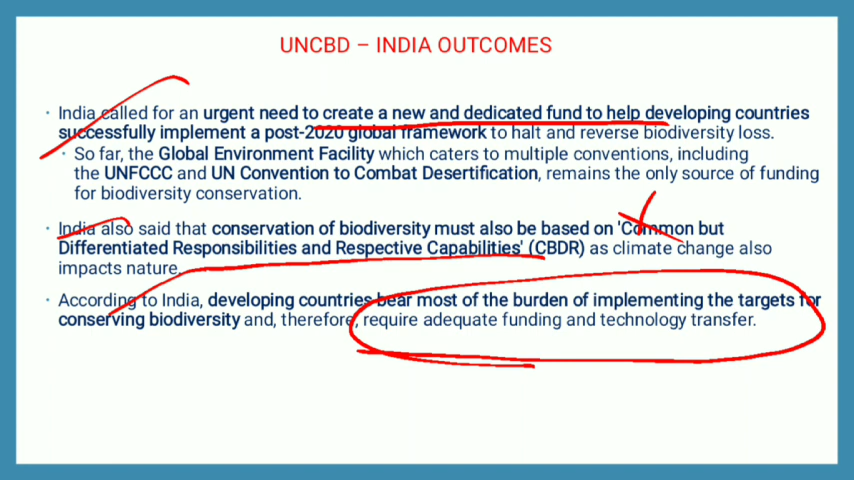 UNCBD – INDIA OUTCOMES
• India called for an urgent need to create a new and dedicated fund to help developing countries
successfully implement a post-2020 global framework to halt and reverse biodiversity loss.
• So far, the Global Environment Facility which caters to multiple conventions, including
the UNFCCC and UN Convention to Combat Desertification, remains the only source of funding
for biodiversity conservation.
• India also said that conservation of biodiversity must also be based on 'Common but
Differentiated Responsibilities and Respective Capabilities' (CBDR) as climate change also
impacts nature.
• According to India, developing countries bear most of the burden of implementing the targets for
conserving biodiversity and, therefore, require adequate funding and technology transfer.